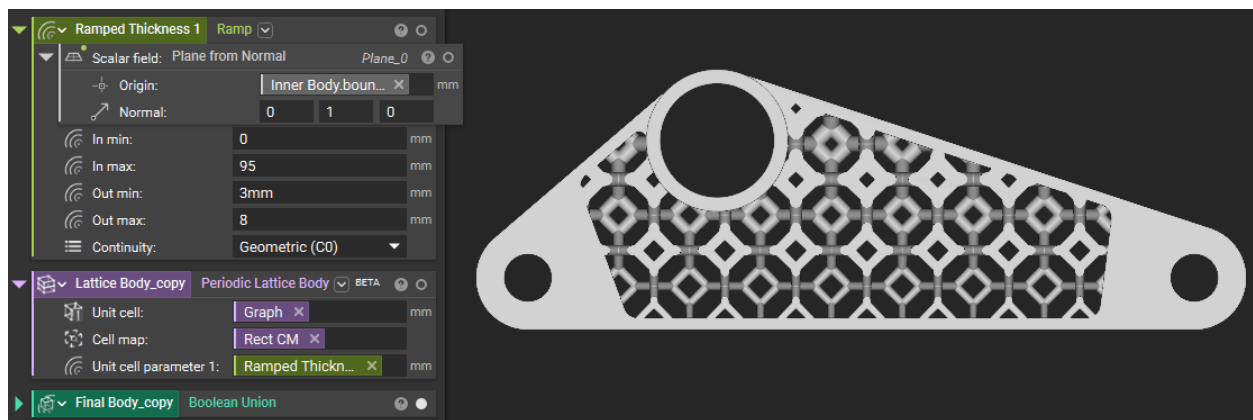 Ramped Thickness 1 Ramp
Scalar field: Plane from Normal Plane_0
Origin: Inner Body.boun... mm
Normal: 0 1 0
In min: 0 mm
In max: 95 mm
Out min: 3mm mm
Out max: 8 mm
Continuity: Geometric (C0)
Lattice Body_copy Periodic Lattice Body BETA
Unit cell: Graph mm
Cell map: Rect CM
Unit cell parameter 1: Ramped Thickn... mm
Final Body_copy Boolean Union